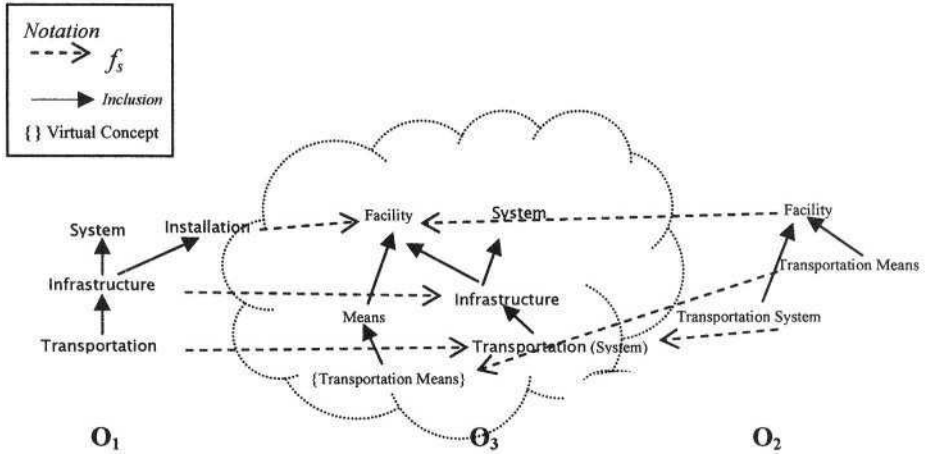 Notation
fₛ
Inclusion
{ } Virtual Concept
System
Installation
Infrastructure
Transportation
Facility
System
Infrastructure
Means
Transportation (System)
{Transportation Means}
Facility
Transportation Means
Transportation System
O₁
O₃
O₂